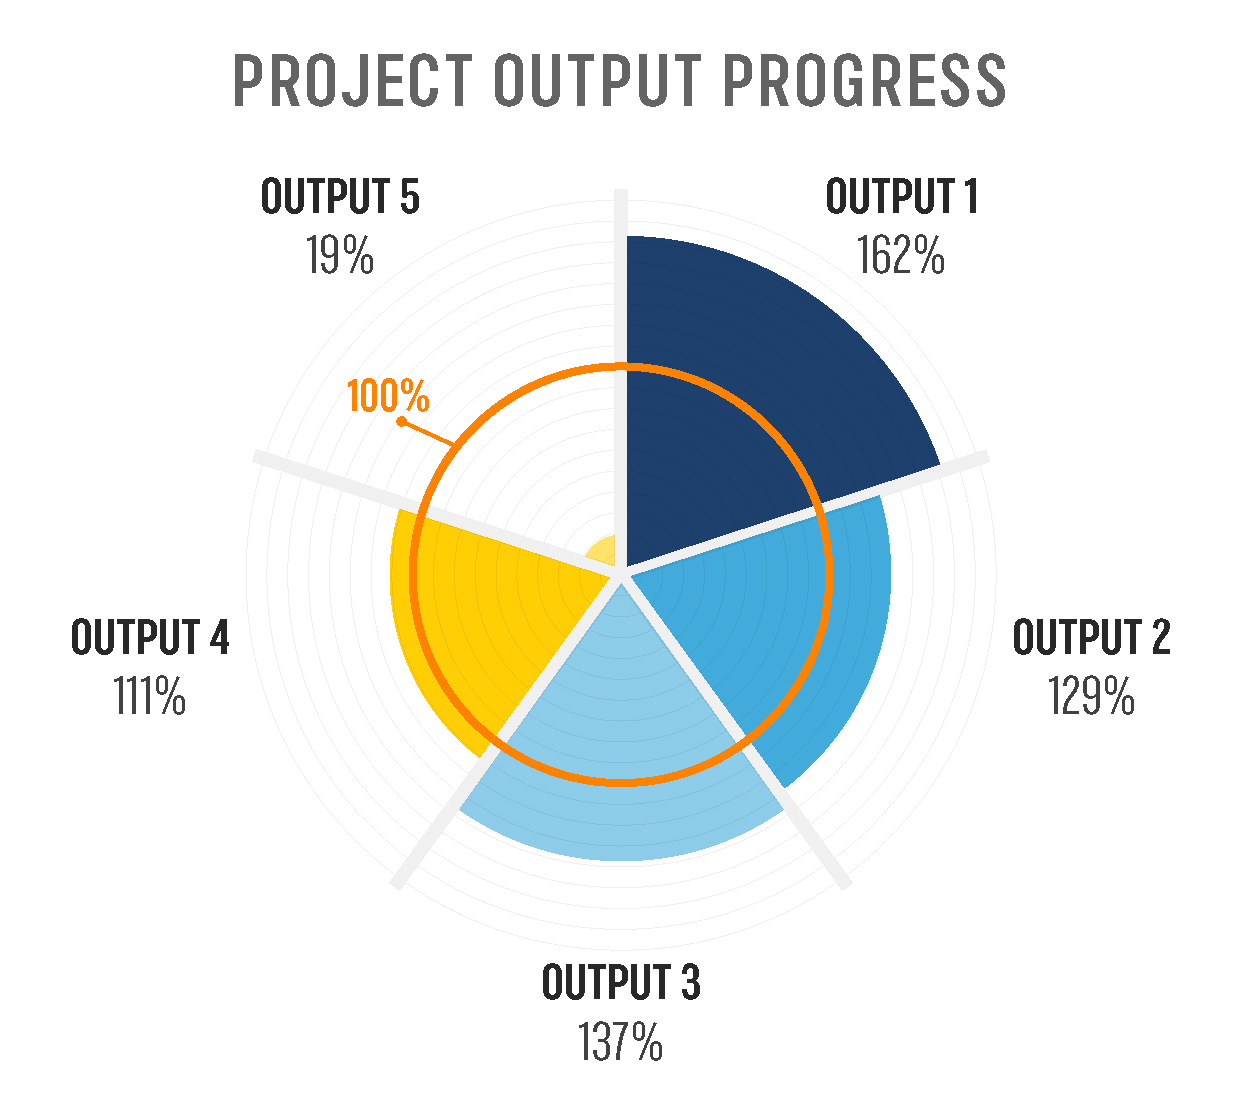 PROJECT OUTPUT PROGRESS
OUTPUT 5
19%
OUTPUT 1
162%
100%
OUTPUT 4
111%
OUTPUT 2
129%
OUTPUT 3
137%